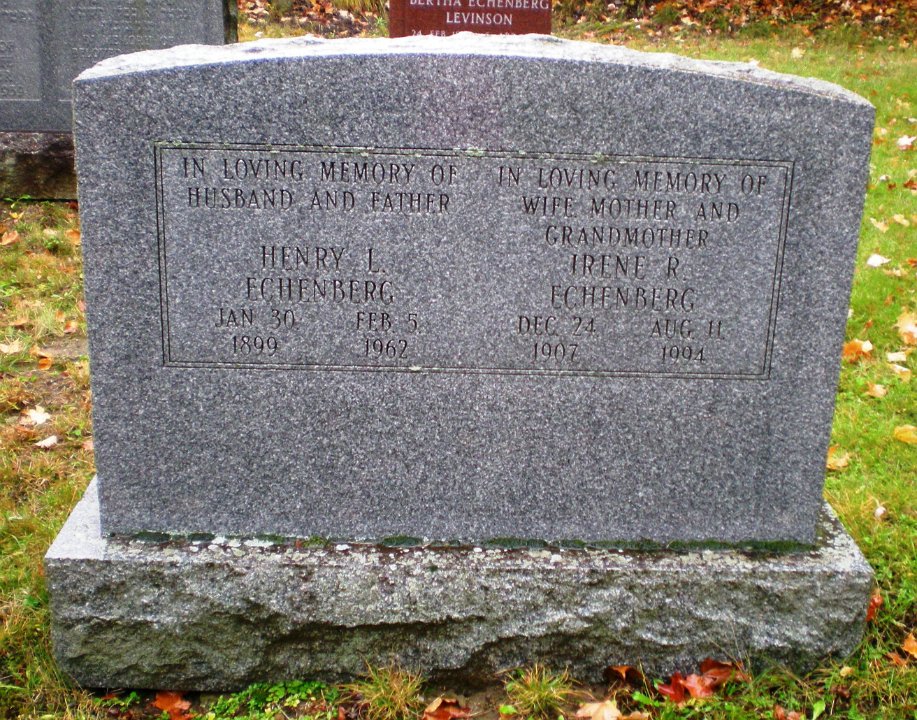 BERTHA ECHENBERG
LEVINSON
IN LOVING MEMORY OF
HUSBAND AND FATHER
HENRY L.
ECHENBERG
JAN 30 FEB. 5.
1899 1962
IN LOVING MEMORY OF
WIFE, MOTHER AND
GRANDMOTHER
IRENE R.
ECHENBERG
DEC. 24 AUG 11,
1907 1994